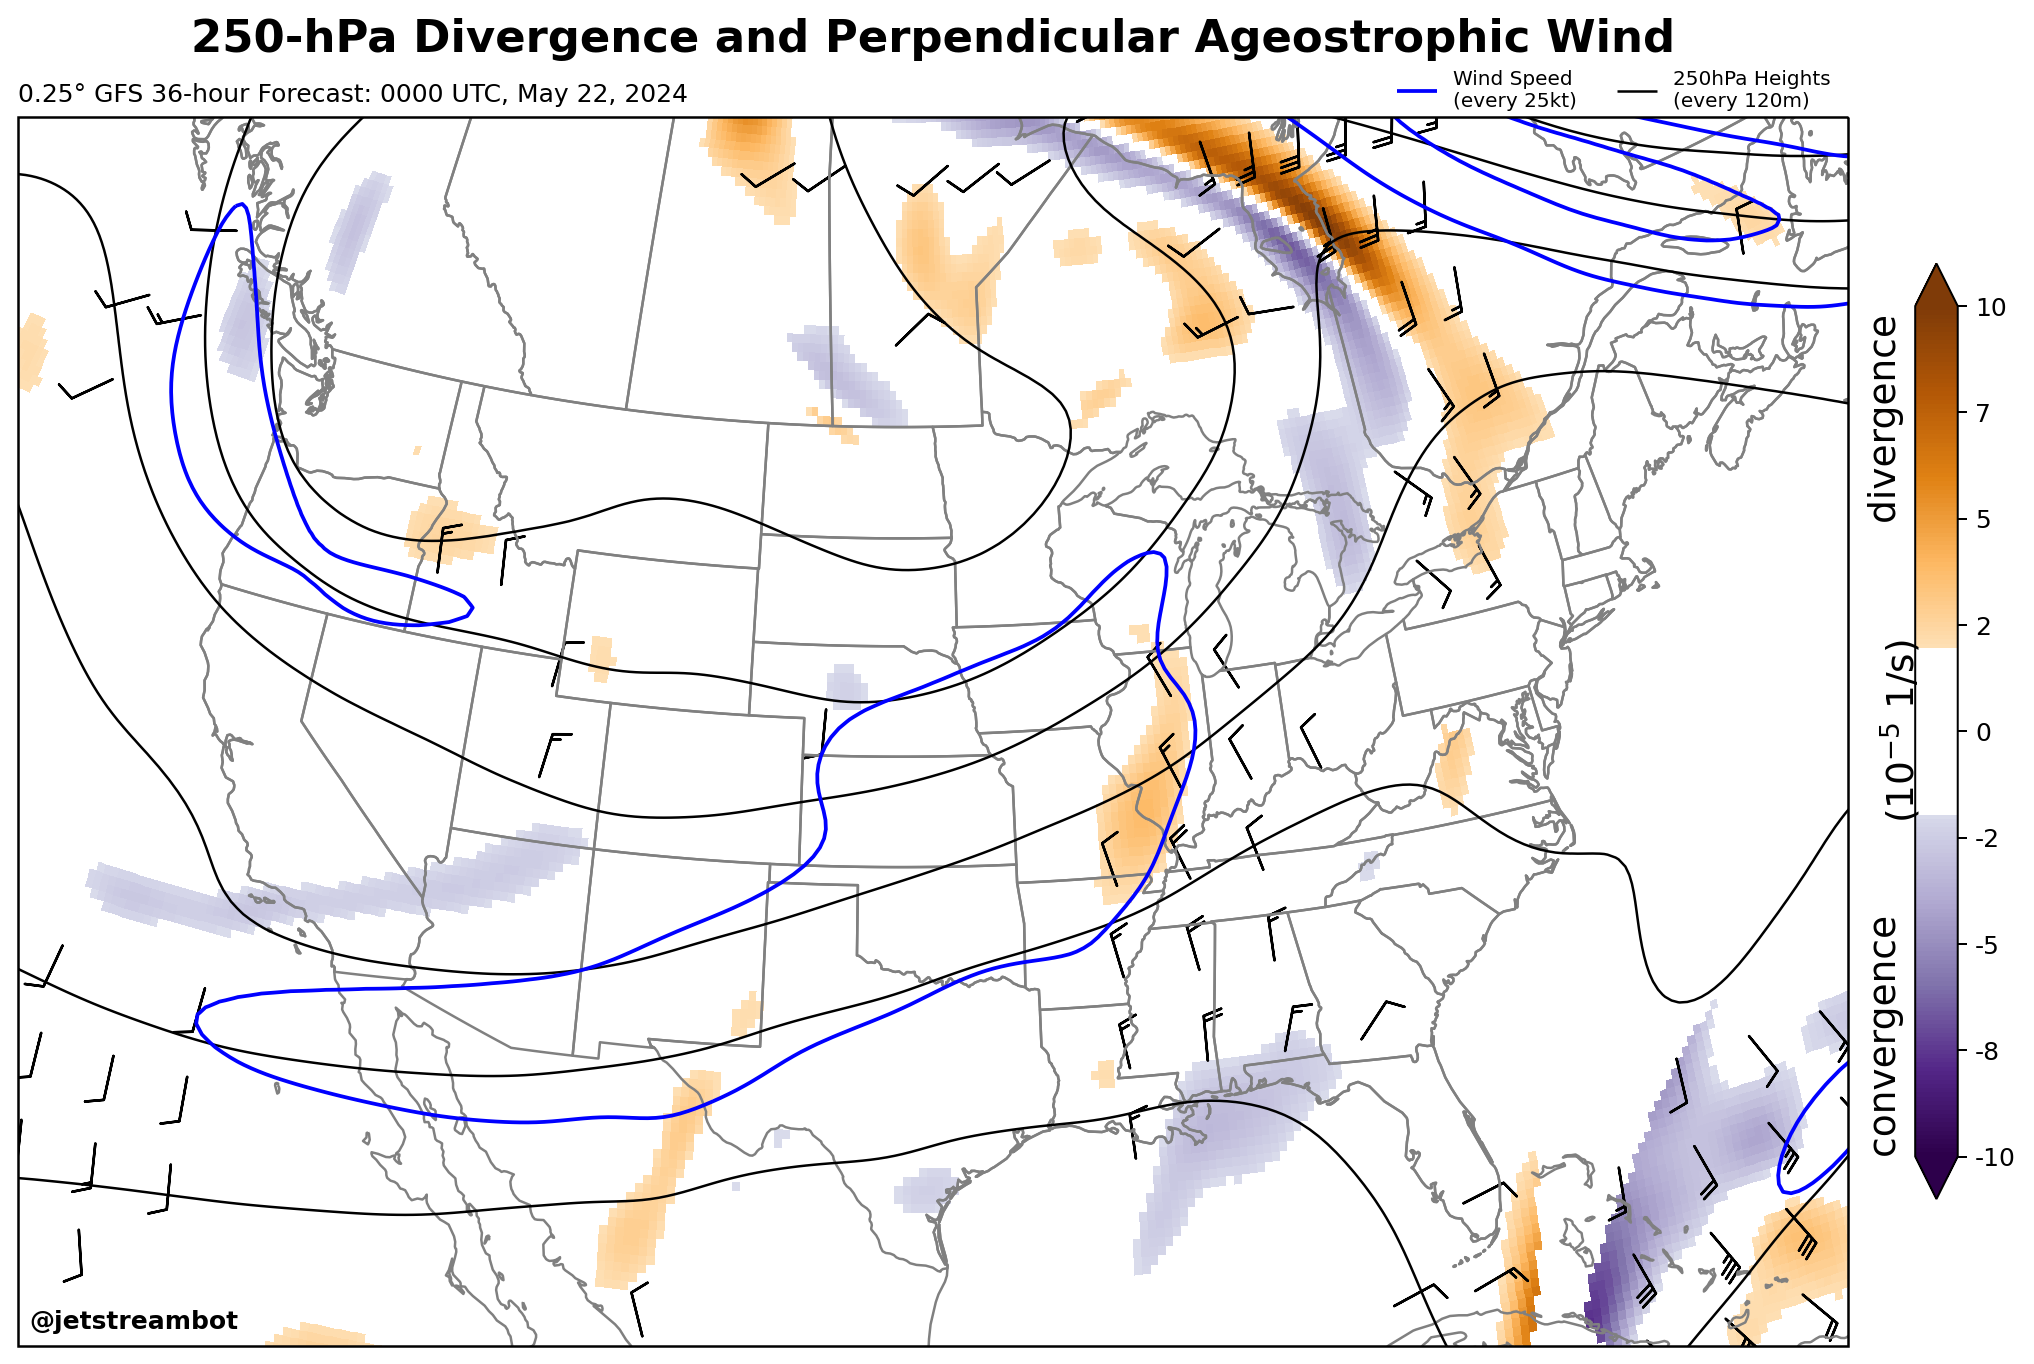 250-hPa Divergence and Perpendicular Ageostrophic Wind
0.25° GFS 36-hour Forecast: 0000 UTC, May 22, 2024
Wind Speed
(every 25kt)
250hPa Heights
(every 120m)
10
7
5
2
0
-2
-5
-8
-10
convergence (10⁻⁵ 1/s) divergence
@jetstreambot